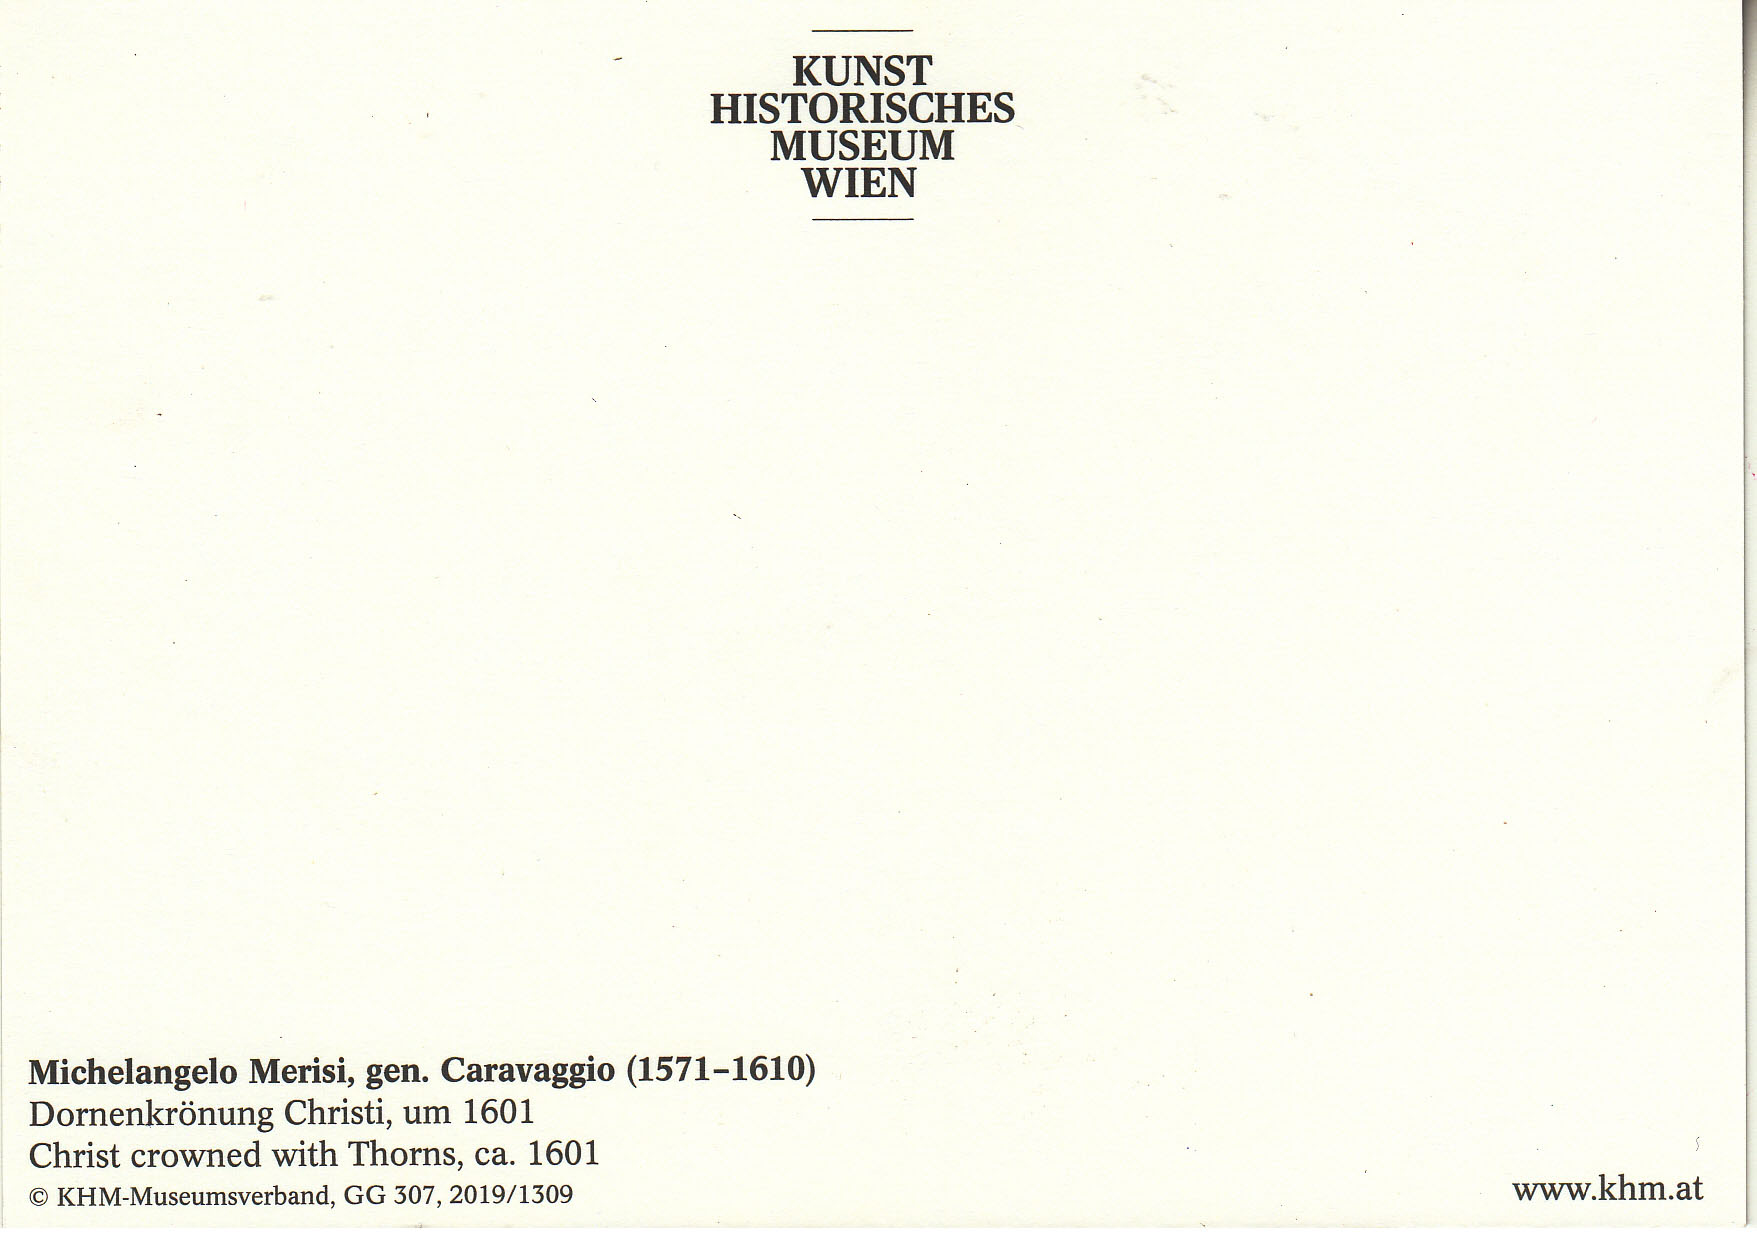 KUNST
HISTORISCHES
MUSEUM
WIEN
Michelangelo Merisi, gen. Caravaggio (1571–1610)
Dornenkrönung Christi, um 1601
Christ crowned with Thorns, ca. 1601
© KHM-Museumsverband, GG 307, 2019/1309
www.khm.at